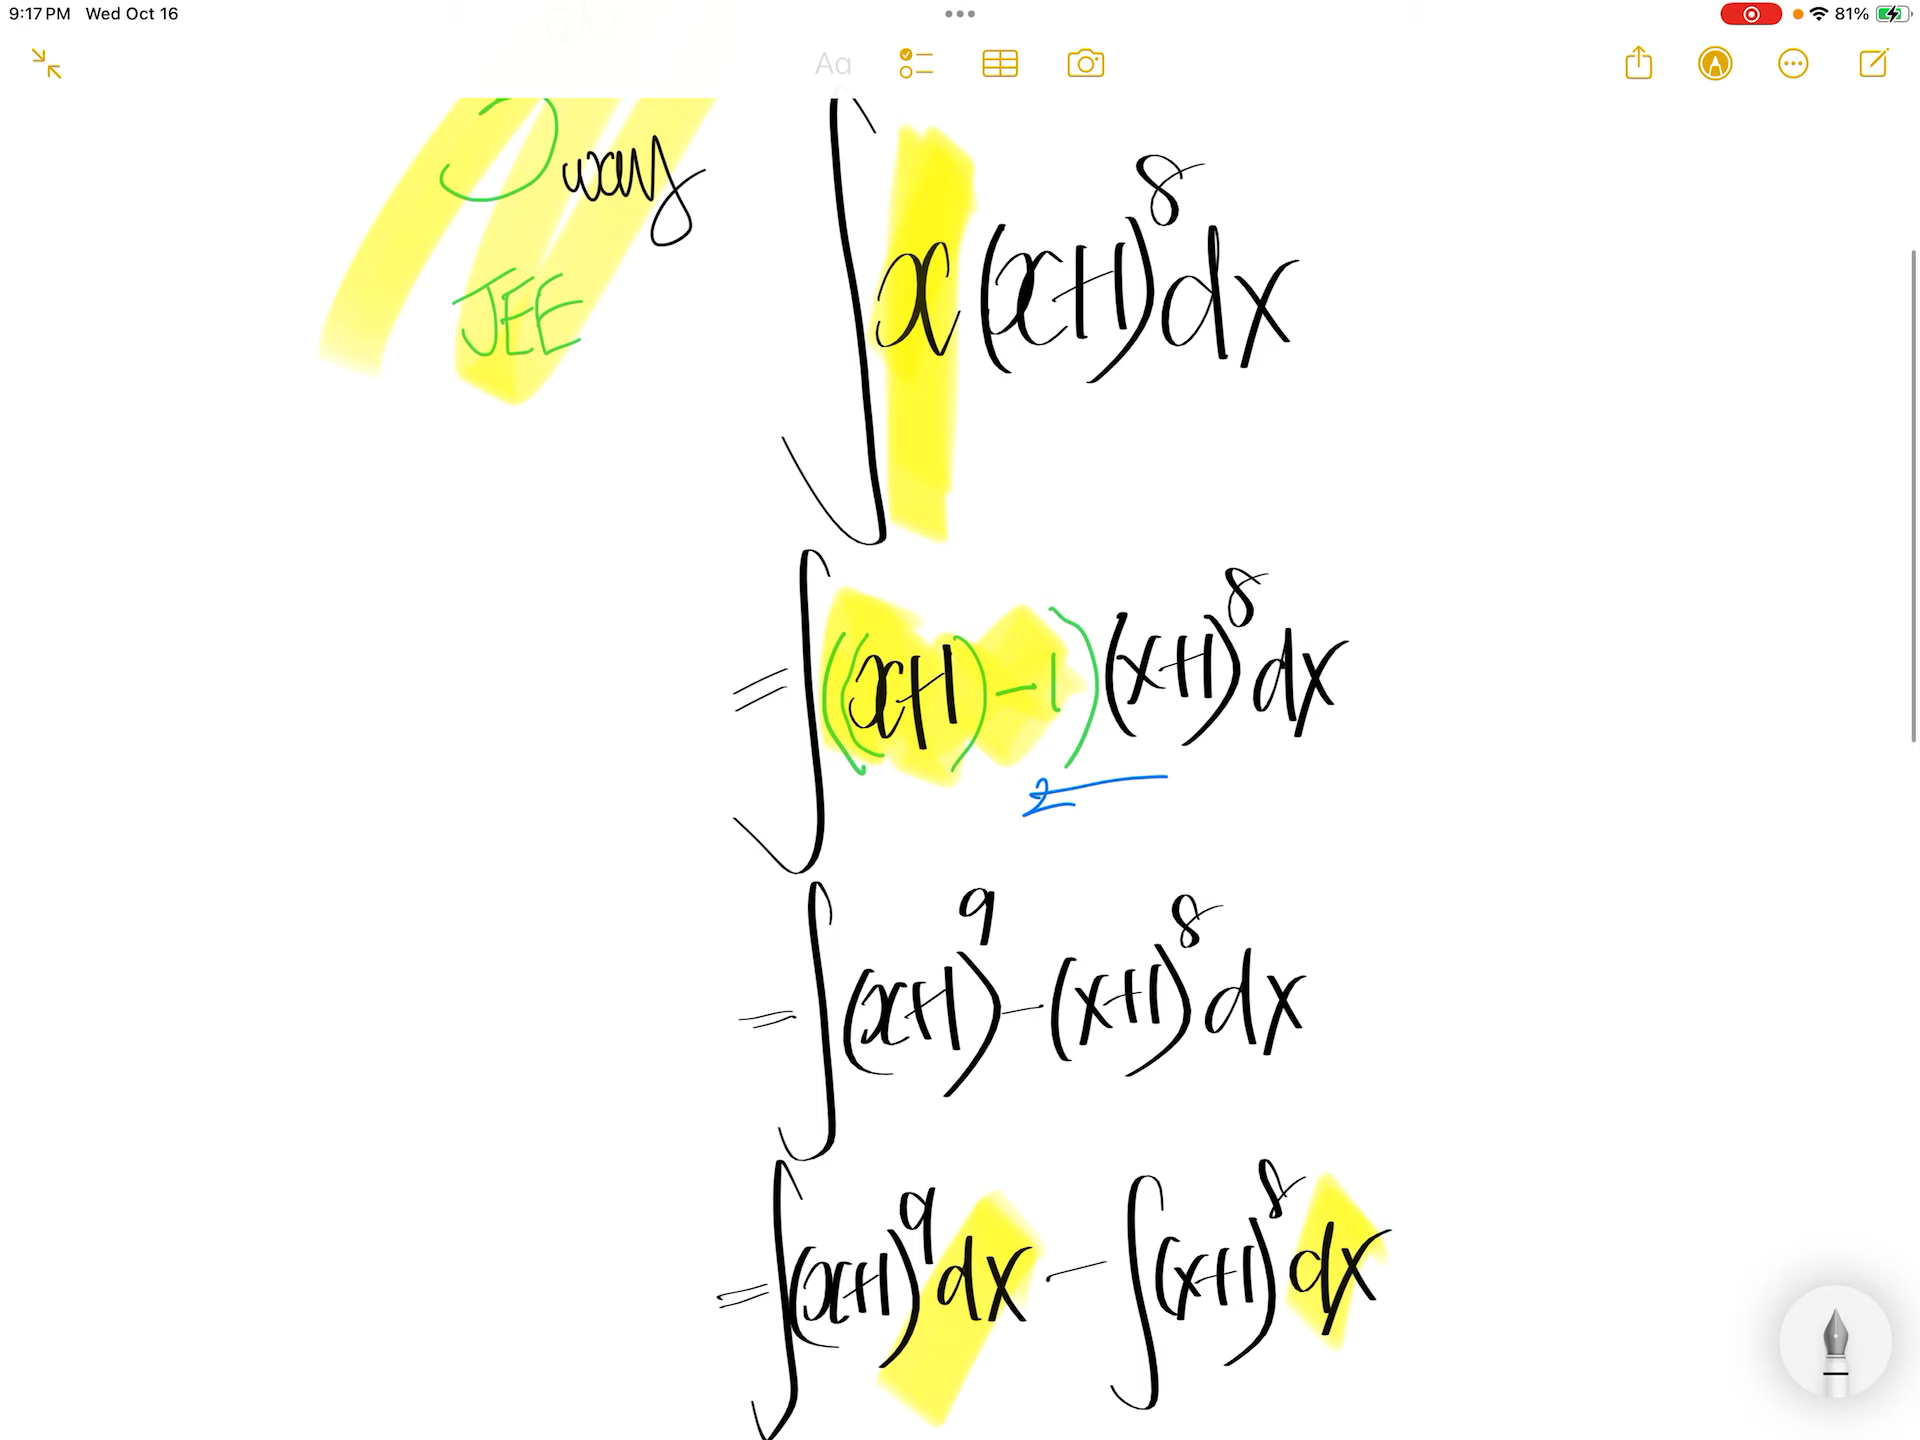 9:17 PM Wed Oct 16
81%
Aa
way
JEE
∫ x (x+1)^8 dx
= ∫ ((x+1) - 1) (x+1)^8 dx
= ∫ (x+1)^9 - (x+1)^8 dx
= ∫ (x+1)^9 dx - ∫ (x+1)^8 dx